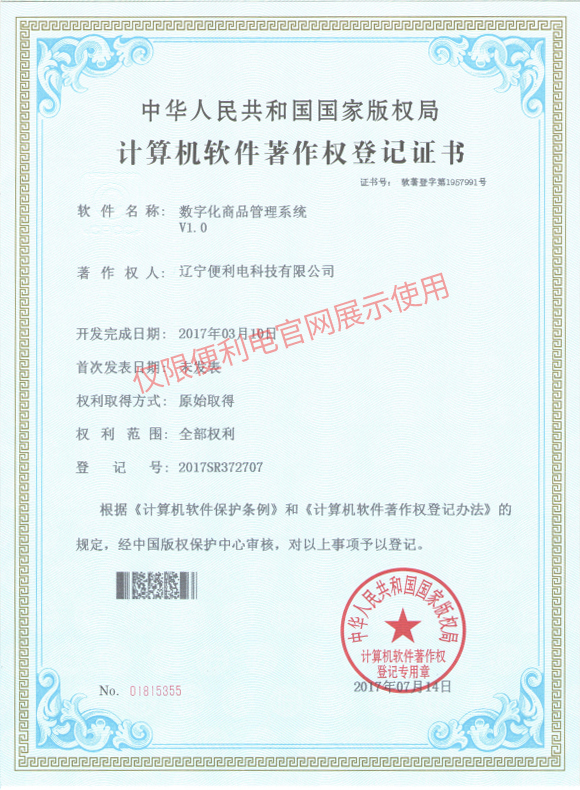 中华人民共和国国家版权局
计算机软件著作权登记证书
证书号： 软著登字第1957991号
软件名称： 数字化商品管理系统
V1.0
著作权人： 辽宁便利电科技有限公司
开发完成日期： 2017年03月10日
首次发表日期： 未发表
权利取得方式： 原始取得
权利范围： 全部权利
登记号： 2017SR372707
根据《计算机软件保护条例》和《计算机软件著作权登记办法》的
规定，经中国版权保护中心审核，对以上事项予以登记。
仅限便利电官网展示使用
中华人民共和国国家版权局
计算机软件著作权
登记专用章
No. 01815355
2017年07月14日